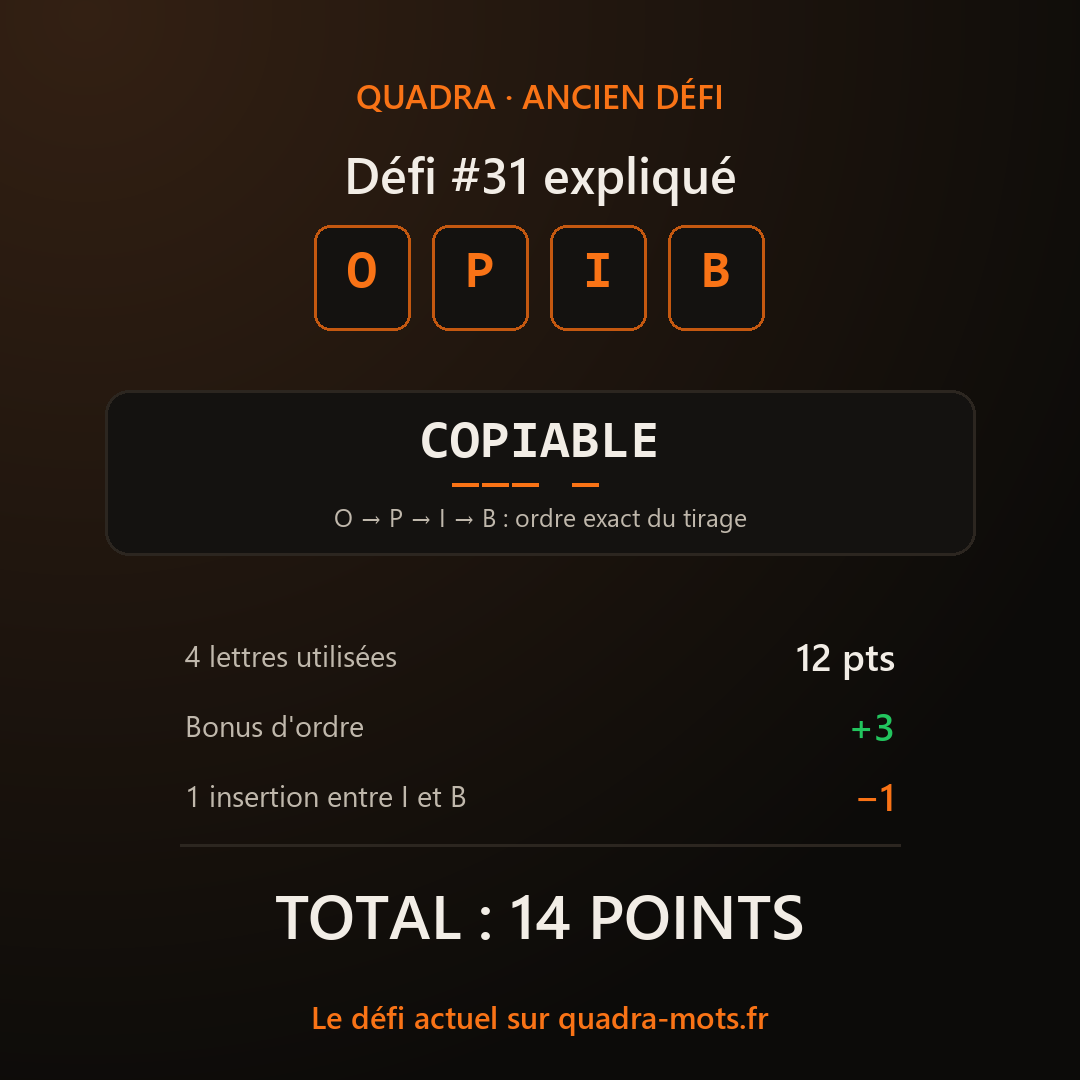 QUADRA · ANCIEN DÉFI
Défi #31 expliqué
O P I B
COPIABLE
O → P → I → B : ordre exact du tirage
4 lettres utilisées 12 pts
Bonus d'ordre +3
1 insertion entre I et B −1
TOTAL : 14 POINTS
Le défi actuel sur quadra-mots.fr